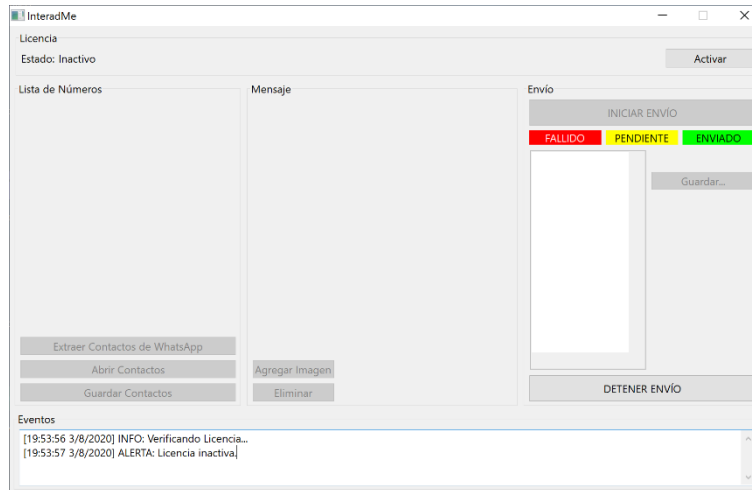 InteradMe
Licencia
Estado: Inactivo
Activar
Lista de Números
Extraer Contactos de WhatsApp
Abrir Contactos
Guardar Contactos
Mensaje
Agregar Imagen
Eliminar
Envío
INICIAR ENVÍO
FALLIDO PENDIENTE ENVIADO
Guardar...
DETENER ENVÍO
Eventos
[19:53:56 3/8/2020] INFO: Verificando Licencia...
[19:53:57 3/8/2020] ALERTA: Licencia inactiva.